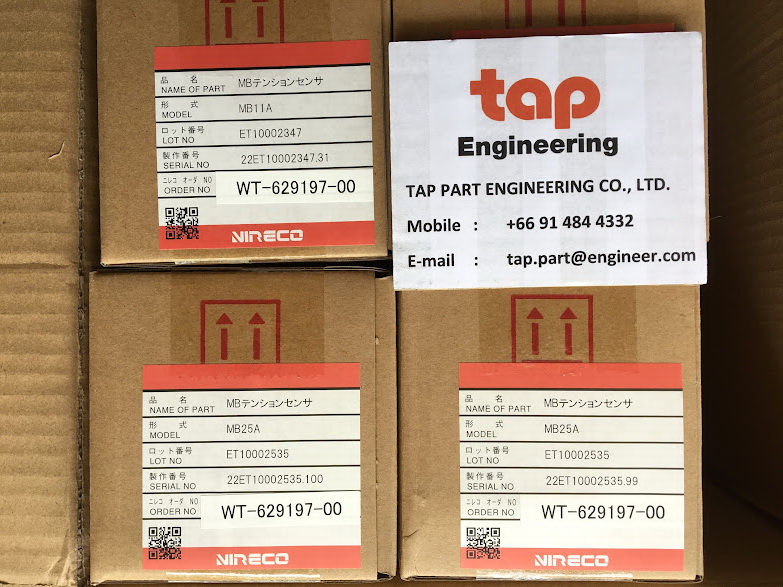 品 名
NAME OF PART MBテンションセンサ
形 式
MODEL MB11A
ロット番号
LOT NO ET10002347
製作番号
SERIAL NO 22ET10002347.31
ニレコ オーダ NO
ORDER NO WT-629197-00
NIRECO
tap
Engineering
TAP PART ENGINEERING CO., LTD.
Mobile : +66 91 484 4332
E-mail : tap.part@engineer.com
品 名
NAME OF PART MBテンションセンサ
形 式
MODEL MB25A
ロット番号
LOT NO ET10002535
製作番号
SERIAL NO 22ET10002535.100
ニレコ オーダ NO
ORDER NO WT-629197-00
NIRECO
品 名
NAME OF PART MBテンションセンサ
形 式
MODEL MB25A
ロット番号
LOT NO ET10002535
製作番号
SERIAL NO 22ET10002535.99
ニレコ オーダ NO
ORDER NO WT-629197-00
NIRECO